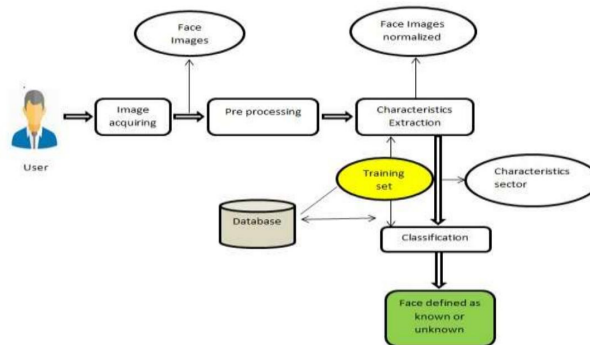 Face
Images
Face Images
normalized
Image
acquiring
Pre processing
Characteristics
Extraction
User
Training
set
Characteristics
sector
Database
Classification
Face defined as
known or
unknown